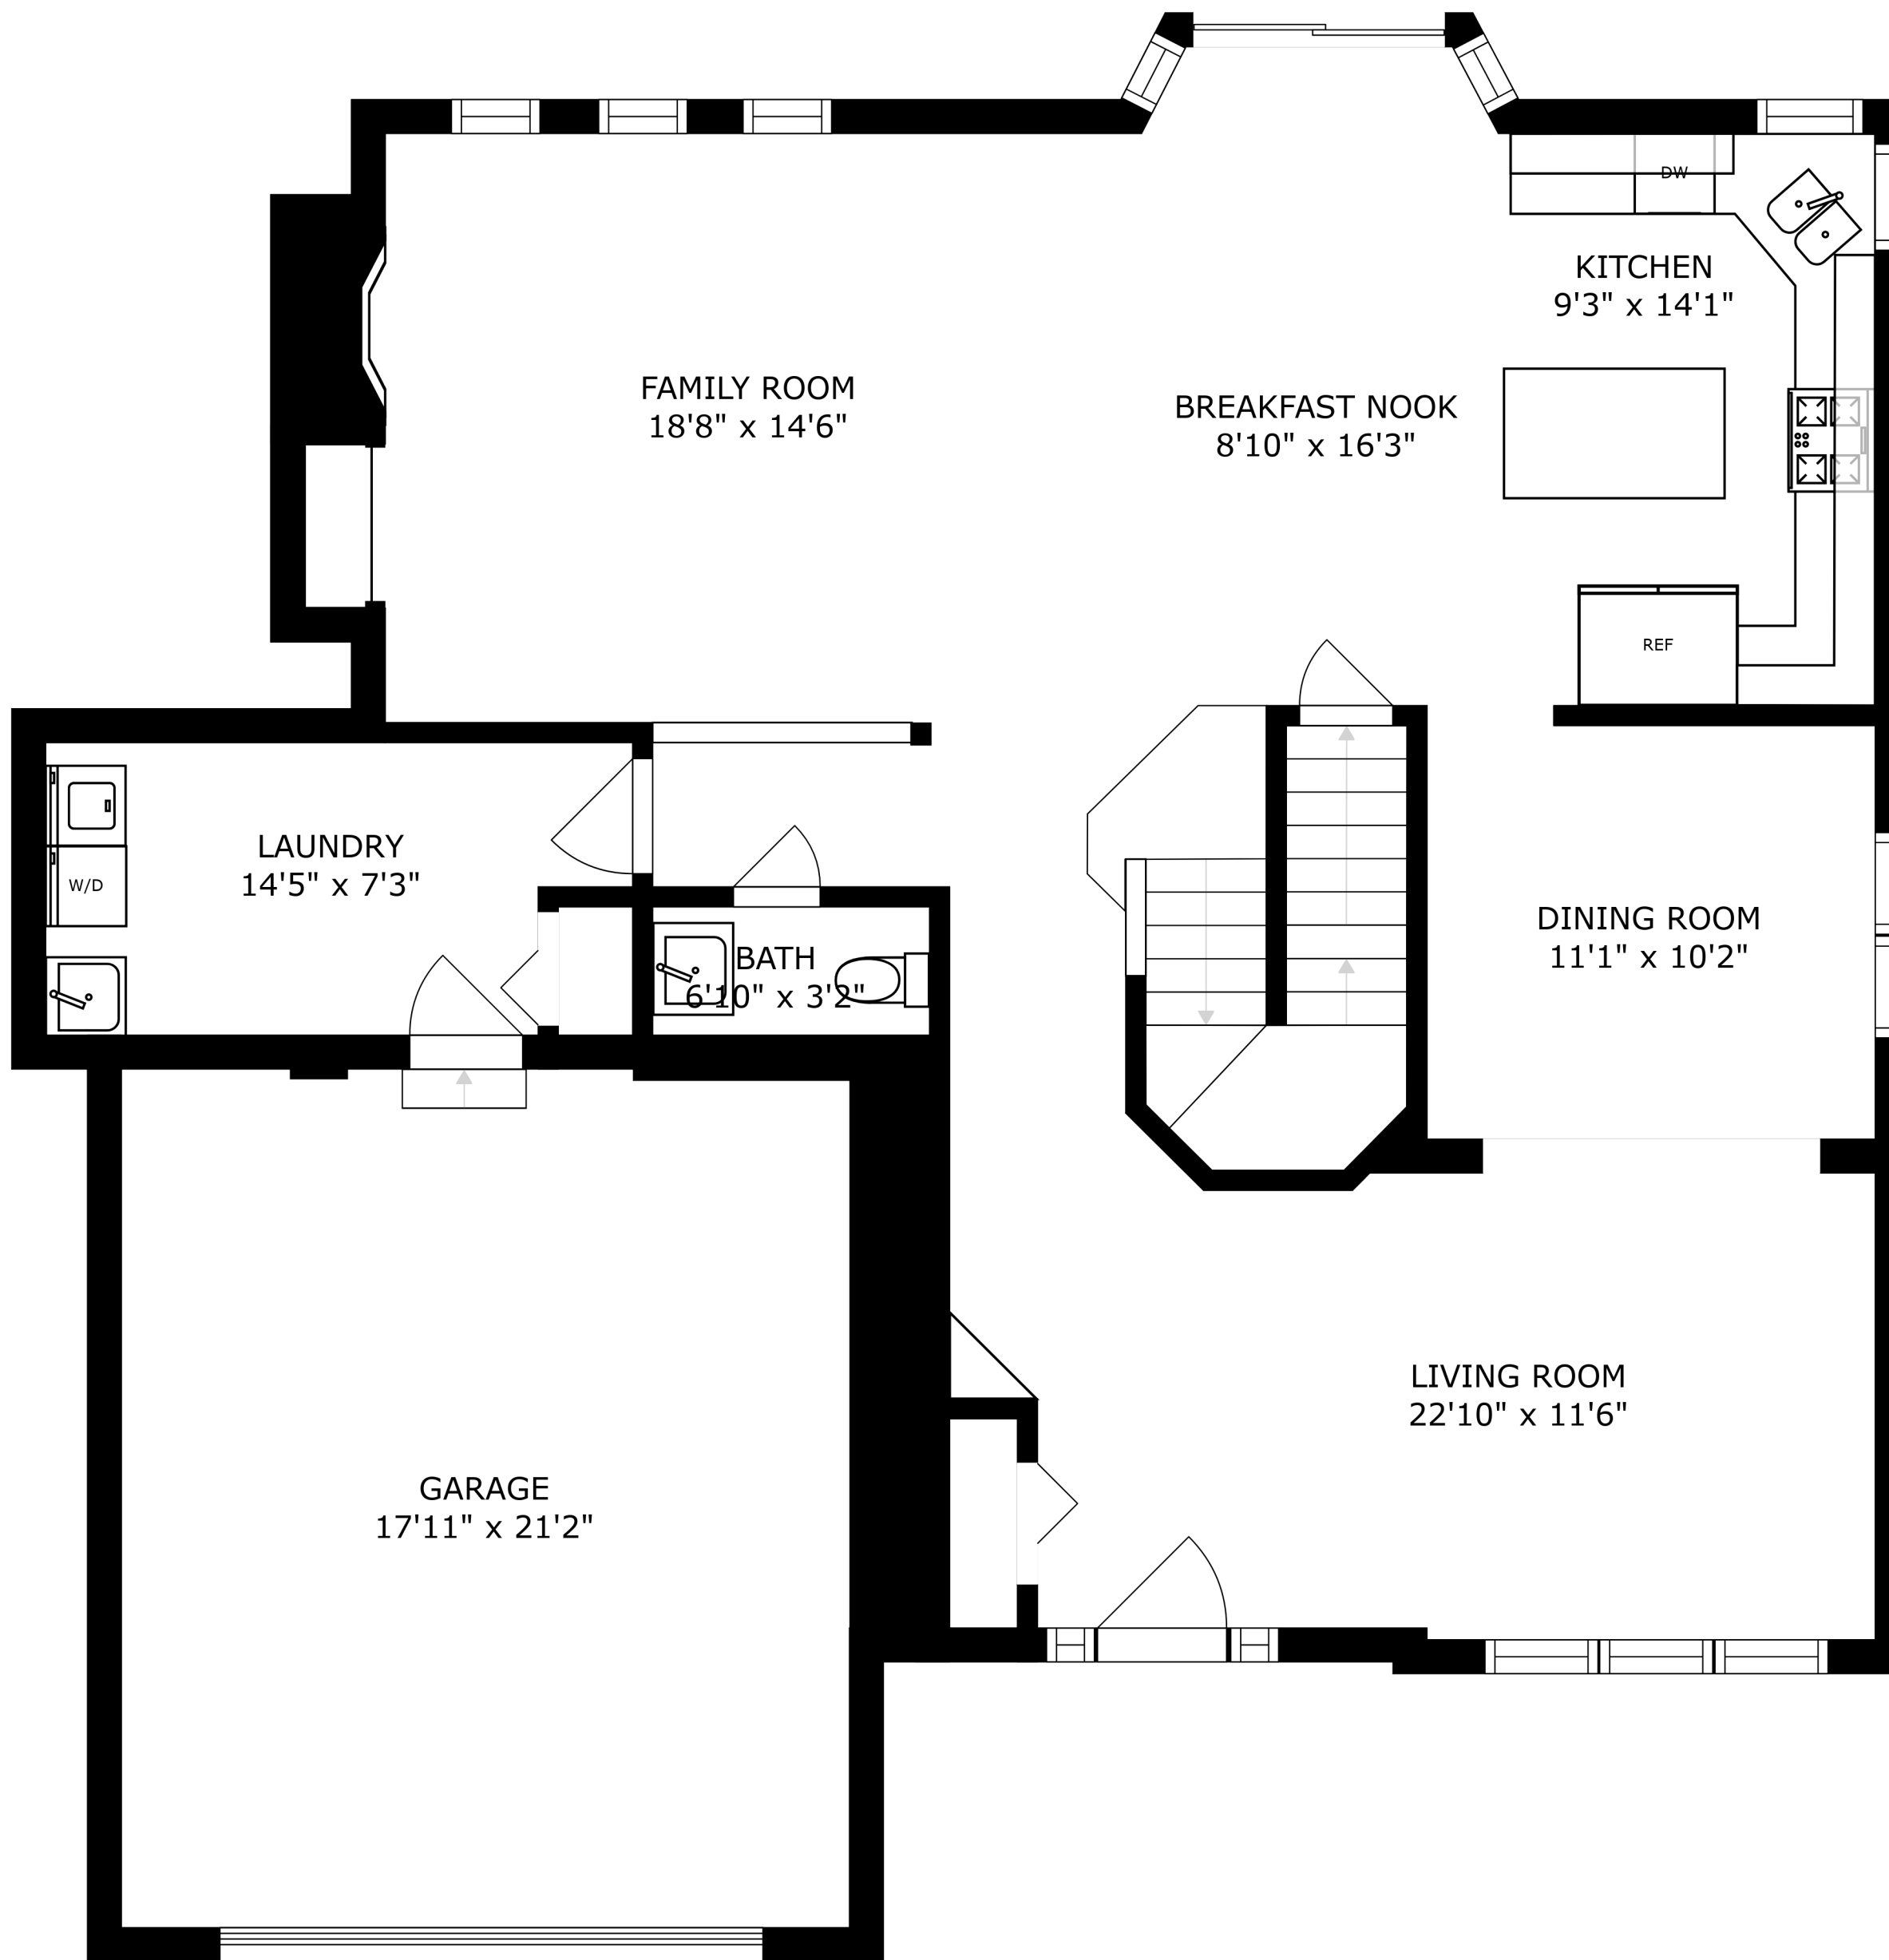 DW
KITCHEN
9'3" x 14'1"
FAMILY ROOM
18'8" x 14'6"
BREAKFAST NOOK
8'10" x 16'3"
REF
LAUNDRY
14'5" x 7'3"
W/D
DINING ROOM
11'1" x 10'2"
BATH
6'10" x 3'2"
LIVING ROOM
22'10" x 11'6"
GARAGE
17'11" x 21'2"